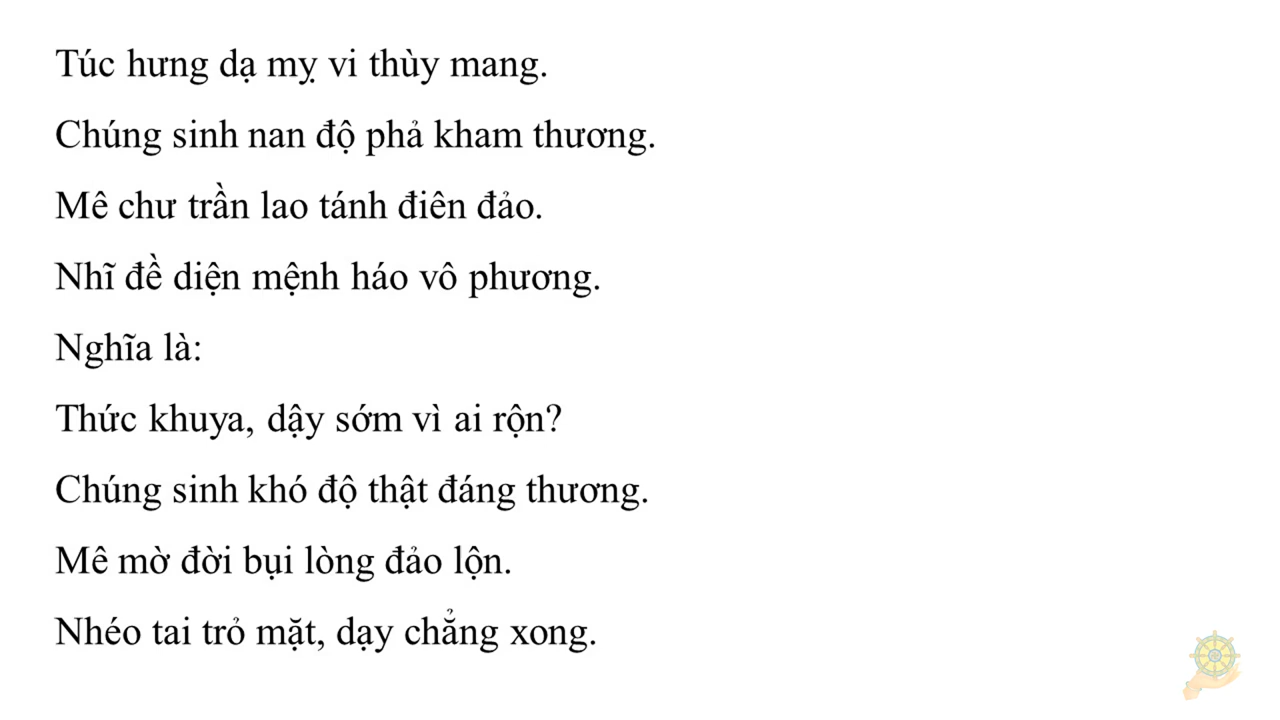 Túc hưng dạ mỵ vi thùy mang.
Chúng sinh nan độ phả kham thương.
Mê chư trần lao tánh điên đảo.
Nhĩ đề diện mệnh háo vô phương.
Nghĩa là:
Thức khuya, dậy sớm vì ai rộn?
Chúng sinh khó độ thật đáng thương.
Mê mờ đời bụi lòng đảo lộn.
Nhéo tai trỏ mặt, dạy chẳng xong.